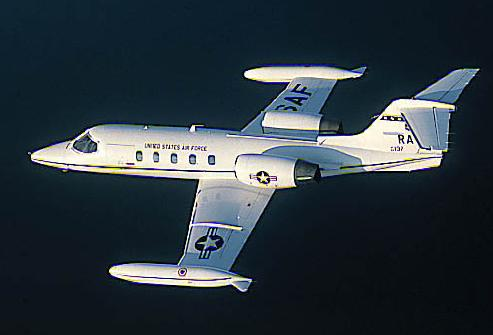 UNITED STATES AIR FORCE
SAF
RA